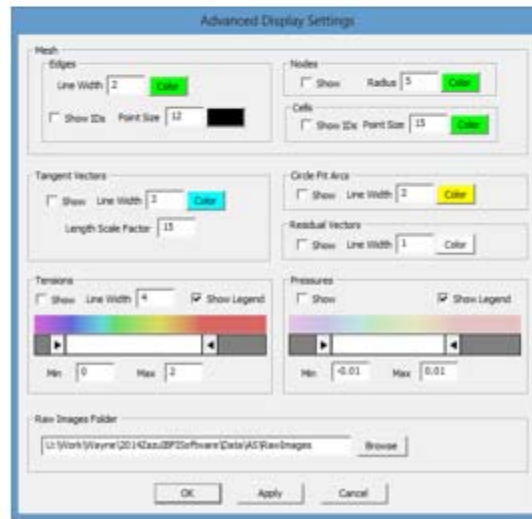 Advanced Display Settings
Mesh
Edges
Line Width 2 Color
Show IDs Point Size 12
Nodes
Show Radius 5 Color
Cells
Show IDs Point Size 15 Color
Tangent Vectors
Show Line Width 3 Color
Length Scale Factor 15
Circle Fit Arcs
Show Line Width 2 Color
Residual Vectors
Show Line Width 1 Color
Tensions
Show Line Width 4 Show Legend
Min 0 Max 2
Pressures
Show Show Legend
Min -0.01 Max 0.01
Raw Images Folder
Browse
OK Apply Cancel